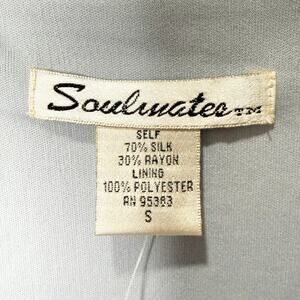 Soulmates™
SELF
70% SILK
30% RAYON
LINING
100% POLYESTER
RN 95383
S